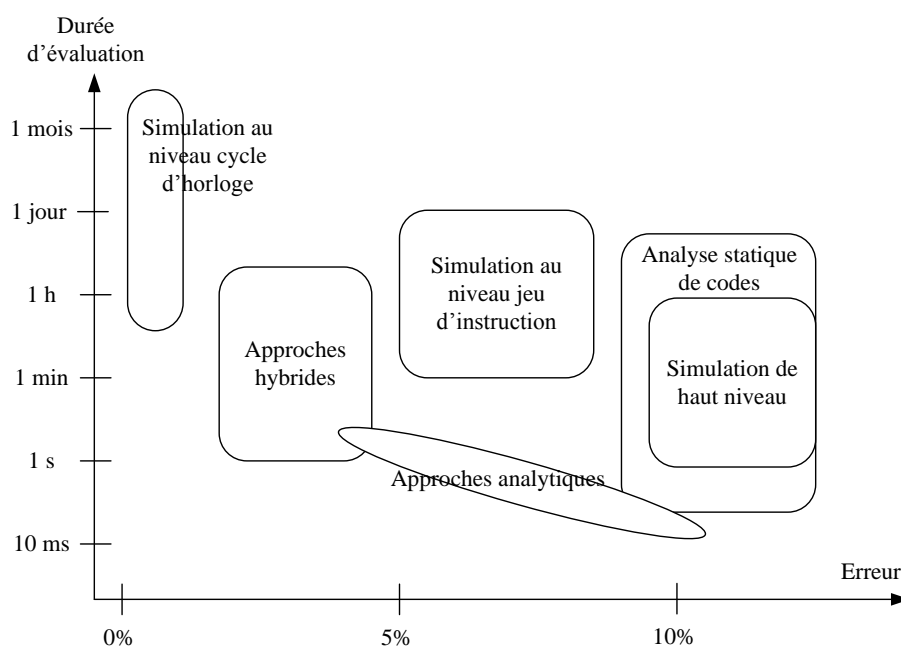 Durée
d’évaluation
1 mois
1 jour
1 h
1 min
1 s
10 ms
Simulation au
niveau cycle
d’horloge
Approches
hybrides
Simulation au
niveau jeu
d’instruction
Analyse statique
de codes
Simulation de
haut niveau
Approches analytiques
Erreur
0%
5%
10%